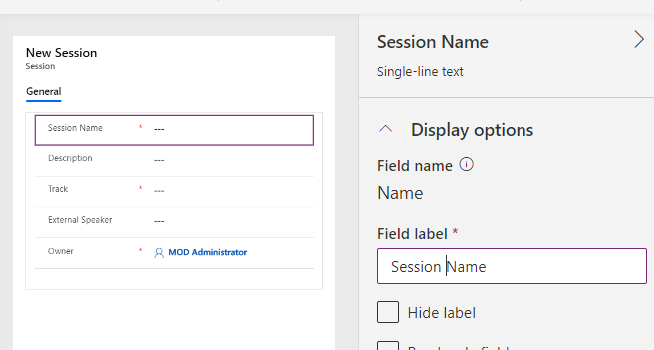 New Session
Session
General
Session Name * ---
Description ---
Track * ---
External Speaker ---
Owner * MOD Administrator
Session Name
Single-line text
Display options
Field name
Name
Field label *
Session Name
Hide label